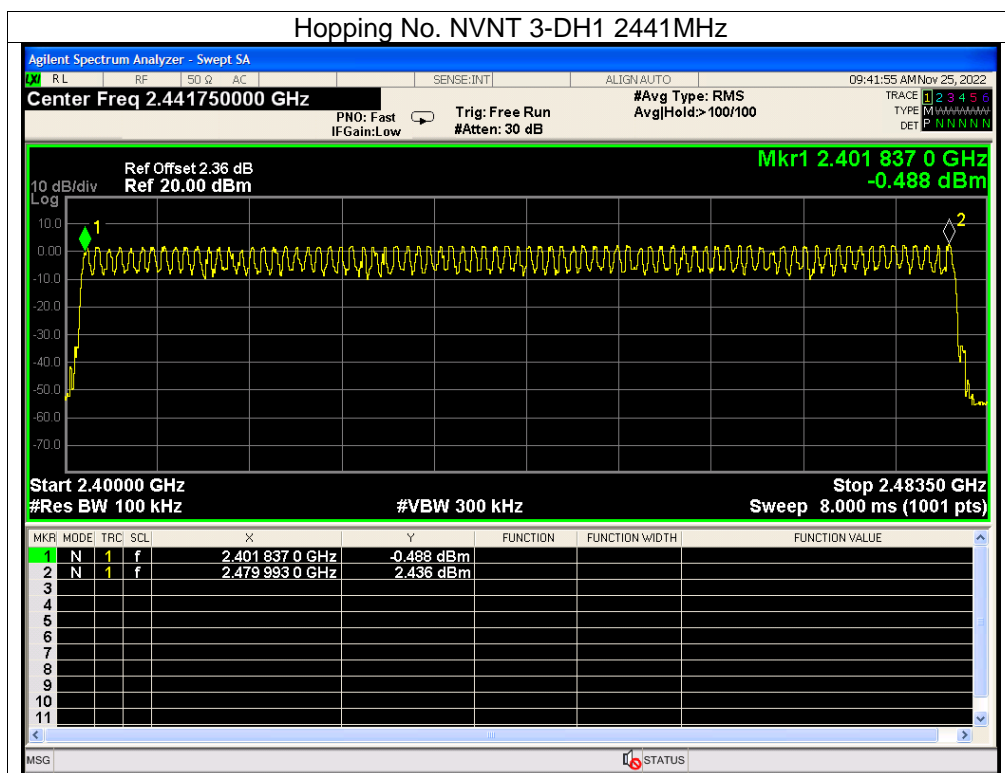 Hopping No. NVNT 3-DH1 2441MHz
Agilent Spectrum Analyzer - Swept SA
LXI RL RF 50 Ω AC SENSE:INT ALIGNAUTO 09:41:55 AM Nov 25, 2022
Center Freq 2.441750000 GHz
PNO: Fast
IFGain:Low
Trig: Free Run
#Atten: 30 dB
#Avg Type: RMS
Avg|Hold:> 100/100
TRACE 1 2 3 4 5 6
TYPE MWWWWW
DET P N N N N N
Ref Offset 2.36 dB
10 dB/div Ref 20.00 dBm
Log
Mkr1 2.401 837 0 GHz
-0.488 dBm
10.0
0.00
-10.0
-20.0
-30.0
-40.0
-50.0
-60.0
-70.0
1
2
Start 2.40000 GHz Stop 2.48350 GHz
#Res BW 100 kHz #VBW 300 kHz Sweep 8.000 ms (1001 pts)
MKR MODE TRC SCL X Y FUNCTION FUNCTION WIDTH FUNCTION VALUE
1 N 1 f 2.401 837 0 GHz -0.488 dBm
2 N 1 f 2.479 993 0 GHz 2.436 dBm
3
4
5
6
7
8
9
10
11
MSG STATUS